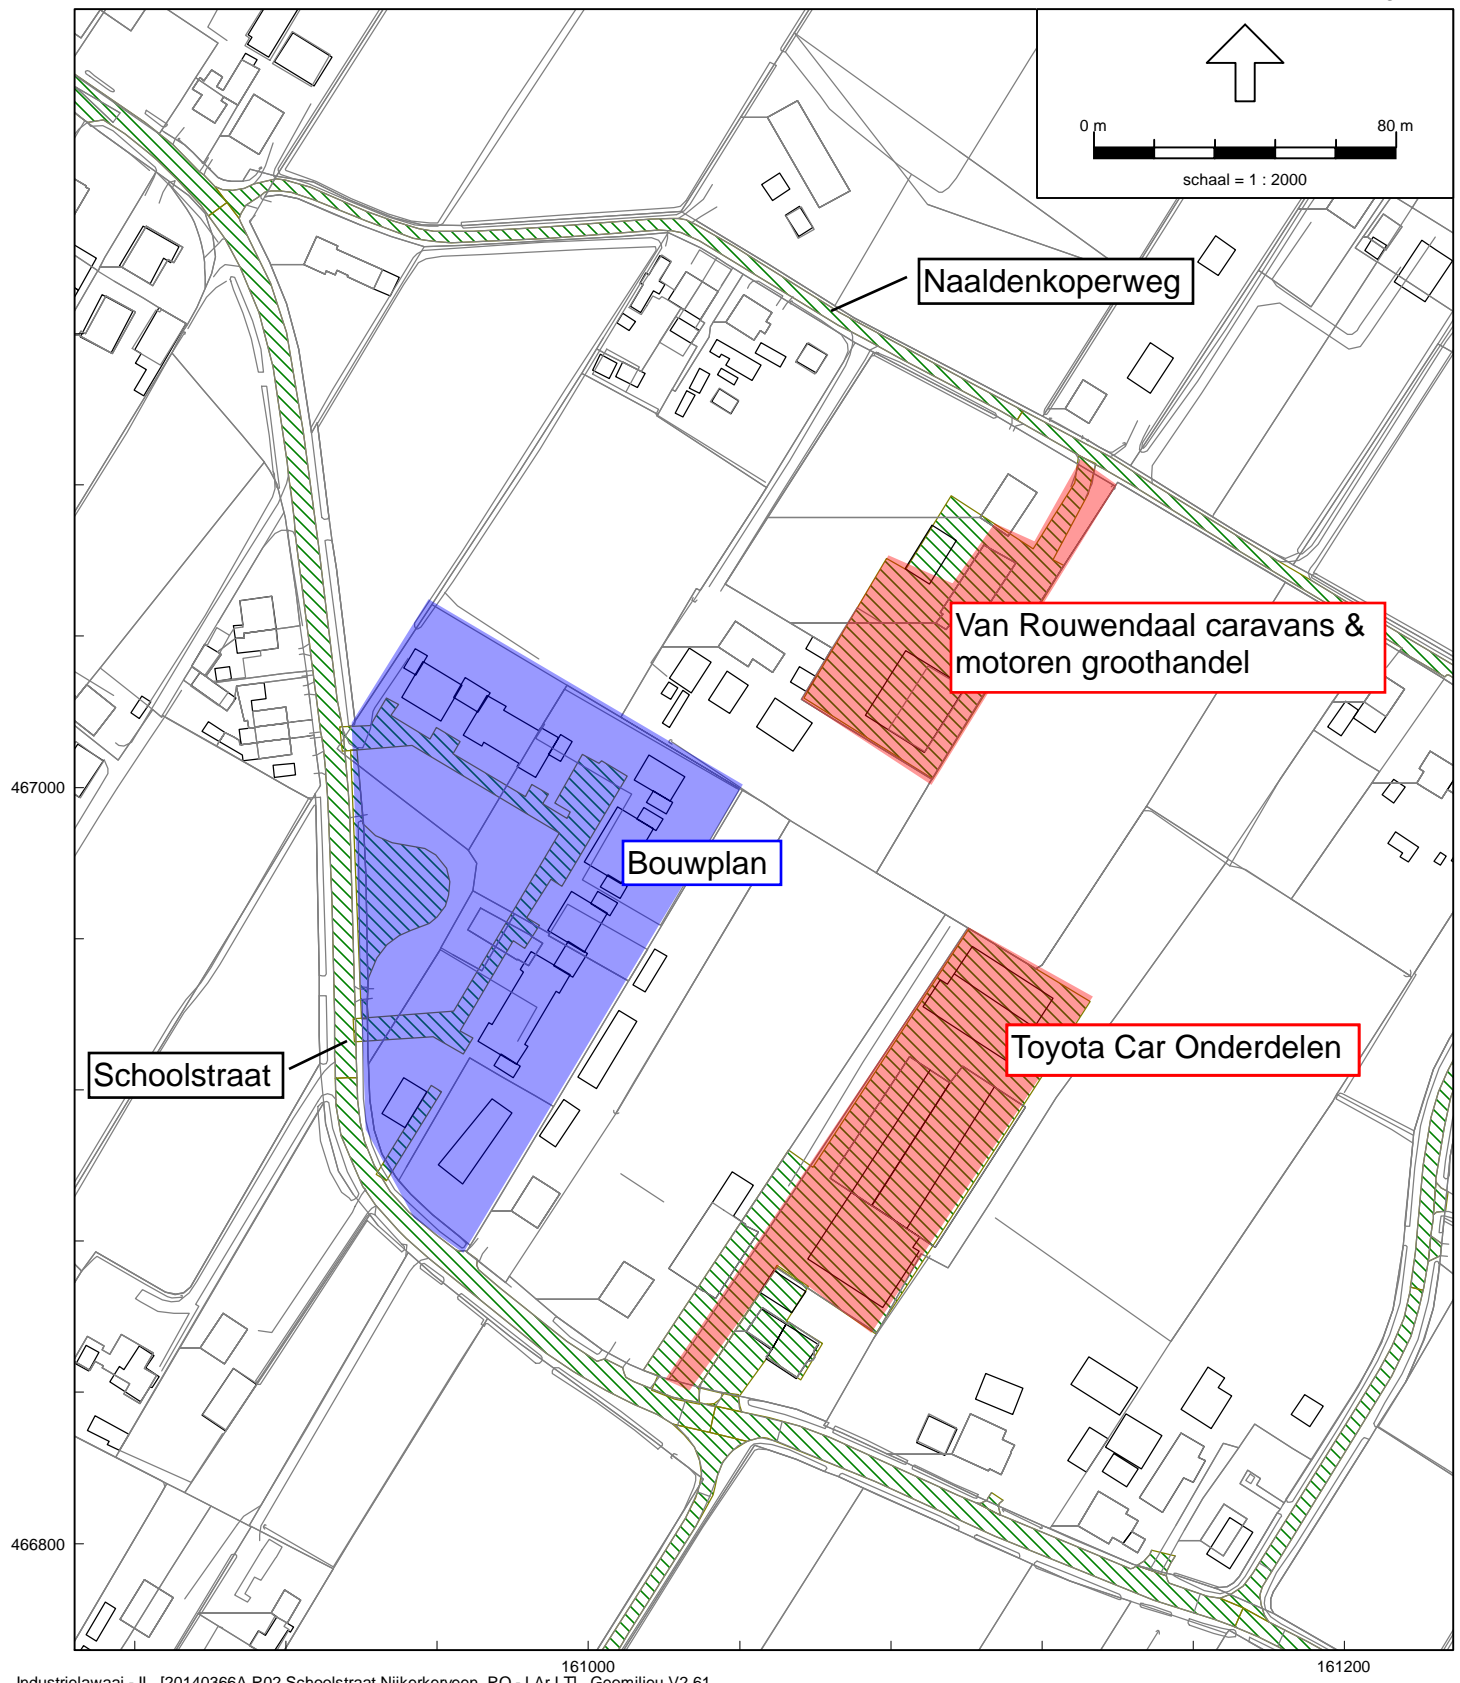 0 m 80 m
schaal = 1 : 2000
Naaldenkoperweg
Van Rouwendaal caravans &
motoren groothandel
467000
Bouwplan
Toyota Car Onderdelen
Schoolstraat
466800
161000 161200